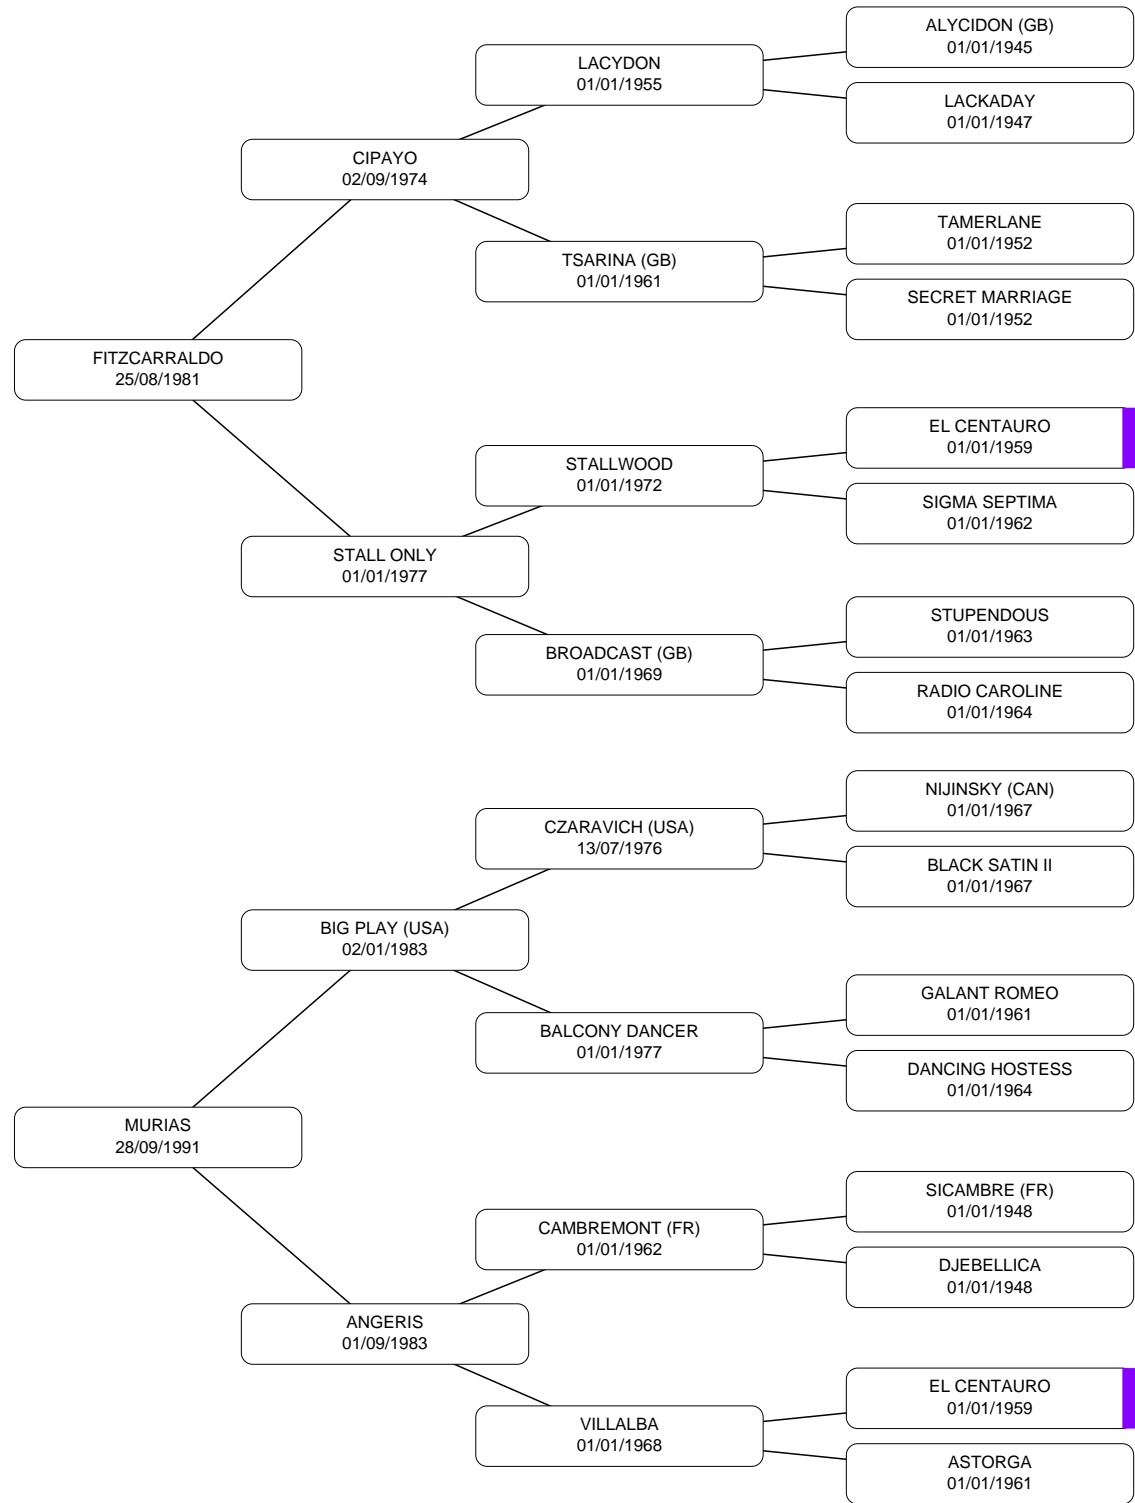 ALYCIDON (GB)
01/01/1945
LACYDON
01/01/1955
LACKADAY
01/01/1947
CIPAYO
02/09/1974
TAMERLANE
01/01/1952
TSARINA (GB)
01/01/1961
SECRET MARRIAGE
01/01/1952
FITZCARRALDO
25/08/1981
EL CENTAURO
01/01/1959
STALLWOOD
01/01/1972
SIGMA SEPTIMA
01/01/1962
STALL ONLY
01/01/1977
STUPENDOUS
01/01/1963
BROADCAST (GB)
01/01/1969
RADIO CAROLINE
01/01/1964
NIJINSKY (CAN)
01/01/1967
CZARAVICH (USA)
13/07/1976
BLACK SATIN II
01/01/1967
BIG PLAY (USA)
02/01/1983
GALANT ROMEO
01/01/1961
BALCONY DANCER
01/01/1977
DANCING HOSTESS
01/01/1964
MURIAS
28/09/1991
SICAMBRE (FR)
01/01/1948
CAMBREMONT (FR)
01/01/1962
DJEBELLICA
01/01/1948
ANGERIS
01/09/1983
EL CENTAURO
01/01/1959
VILLALBA
01/01/1968
ASTORGA
01/01/1961